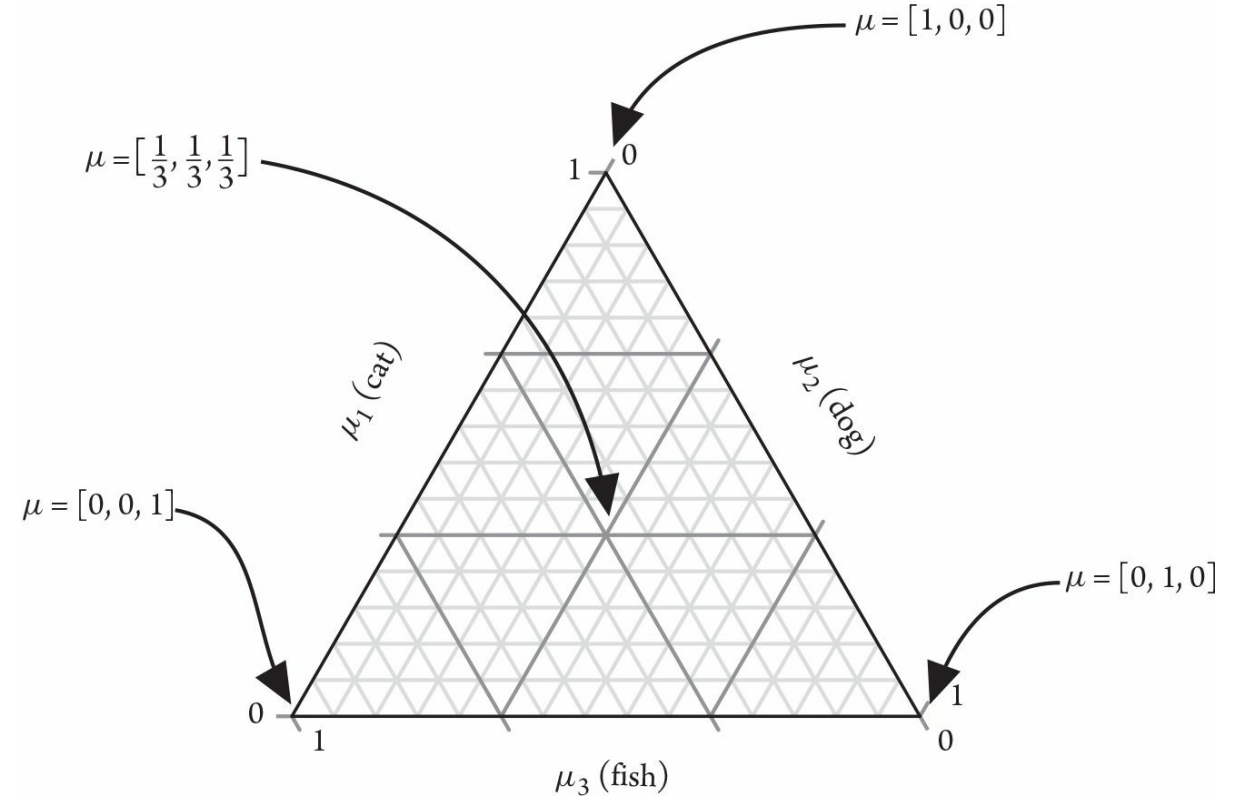 μ = [1, 0, 0]
μ = [1/3, 1/3, 1/3]
1
0
μ₁ (cat)
μ₂ (dog)
μ = [0, 0, 1]
μ = [0, 1, 0]
0
1
1
0
μ₃ (fish)